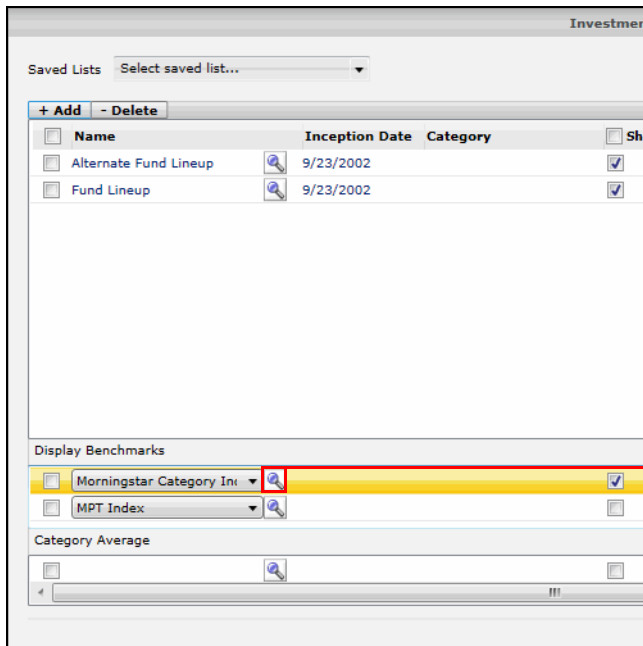 Investmen
Saved Lists Select saved list...
+ Add - Delete
Name Inception Date Category Sh
Alternate Fund Lineup 9/23/2002
Fund Lineup 9/23/2002
Display Benchmarks
Morningstar Category In
MPT Index
Category Average